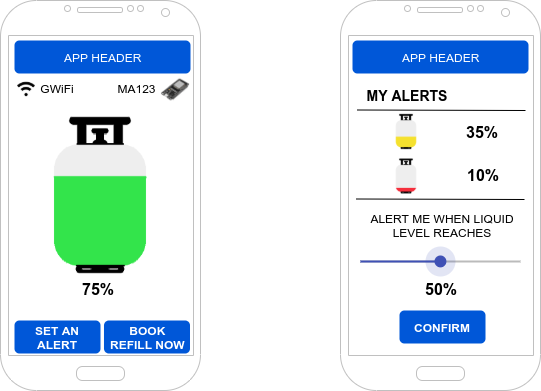 APP HEADER
GWiFi
MA123
75%
SET AN
ALERT
BOOK
REFILL NOW
APP HEADER
MY ALERTS
35%
10%
ALERT ME WHEN LIQUID
LEVEL REACHES
50%
CONFIRM